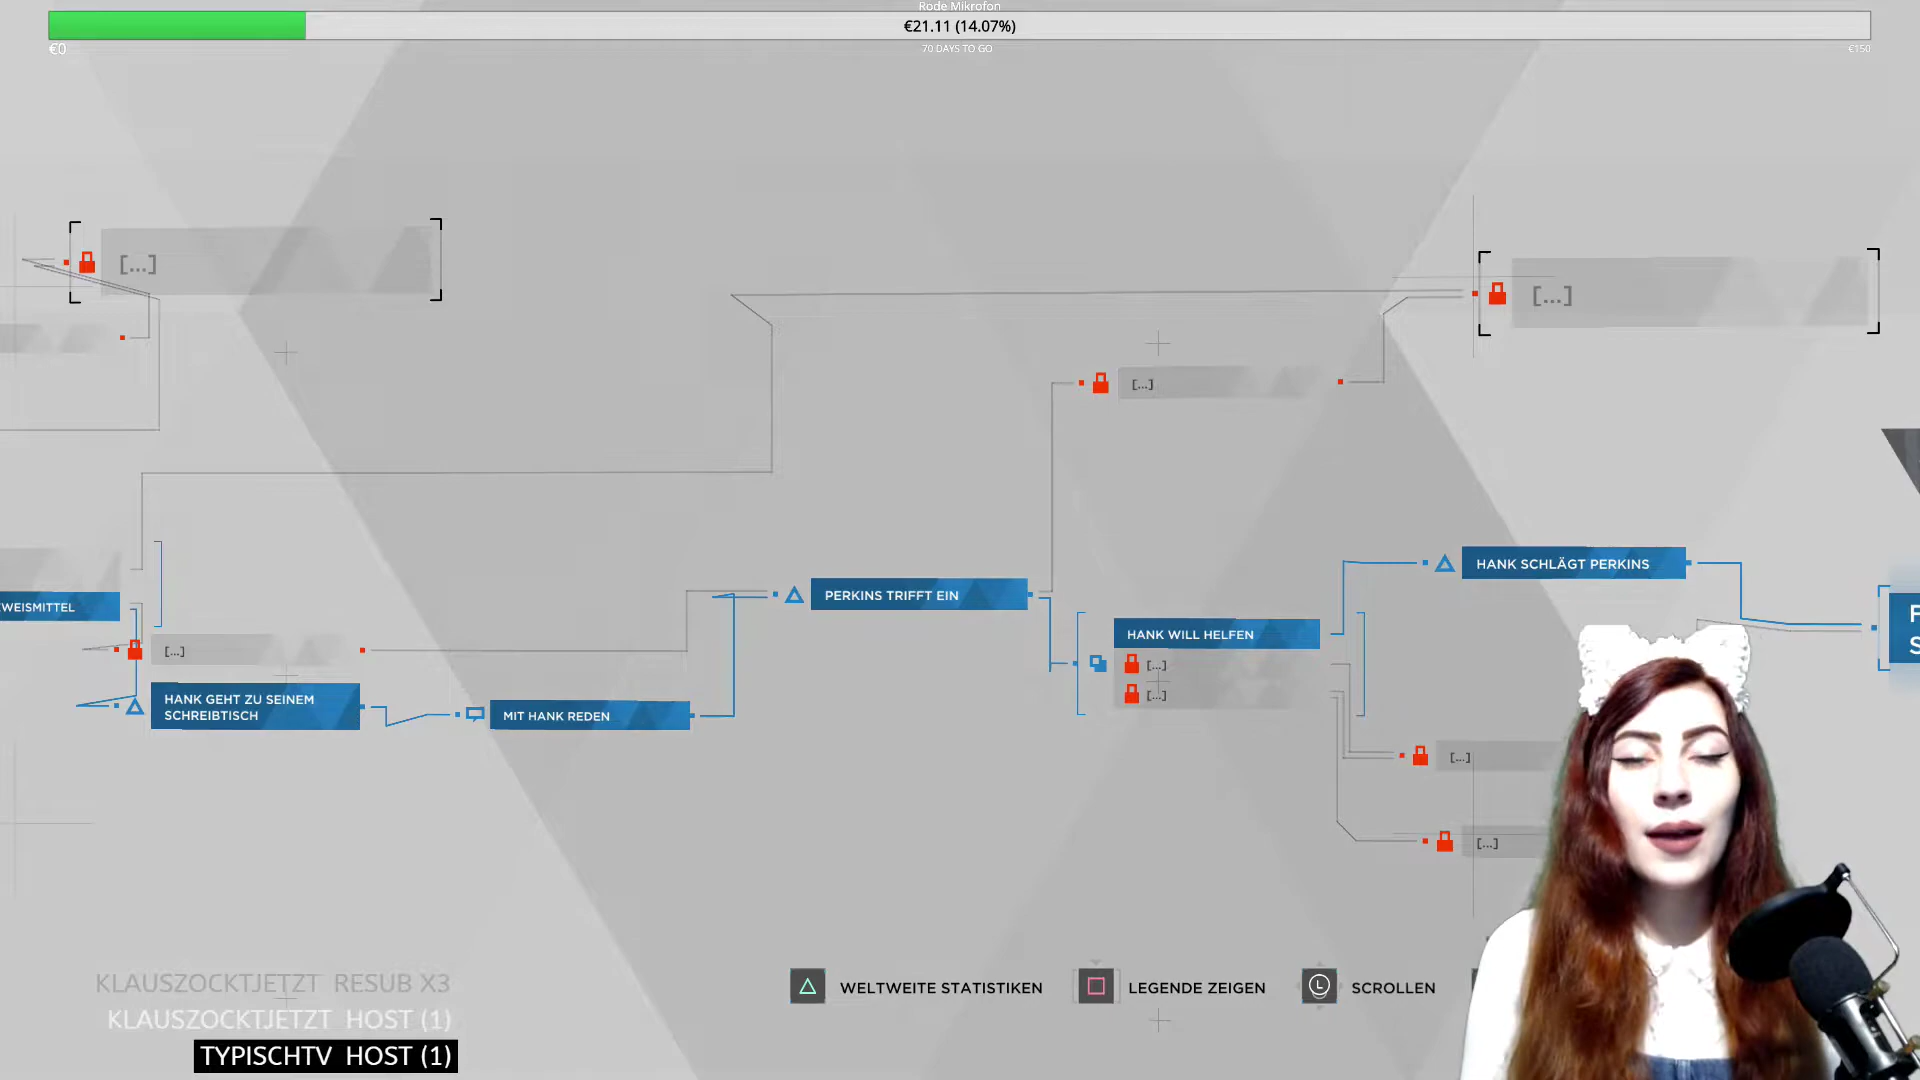 Rode Mikrofon
€21.11 (14.07%)
€0
70 DAYS TO GO
€150
[...]
[...]
[...]
HANK SCHLÄGT PERKINS
PERKINS TRIFFT EIN
WEISMITTEL
HANK WILL HELFEN
[...]
[...]
[...]
HANK GEHT ZU SEINEM
SCHREIBTISCH
MIT HANK REDEN
[...]
[...]
F
S
KLAUSZOCKTJETZT RESUB X3
KLAUSZOCKTJETZT HOST (1)
TYPISCHTV HOST (1)
WELTWEITE STATISTIKEN
LEGENDE ZEIGEN
L
SCROLLEN